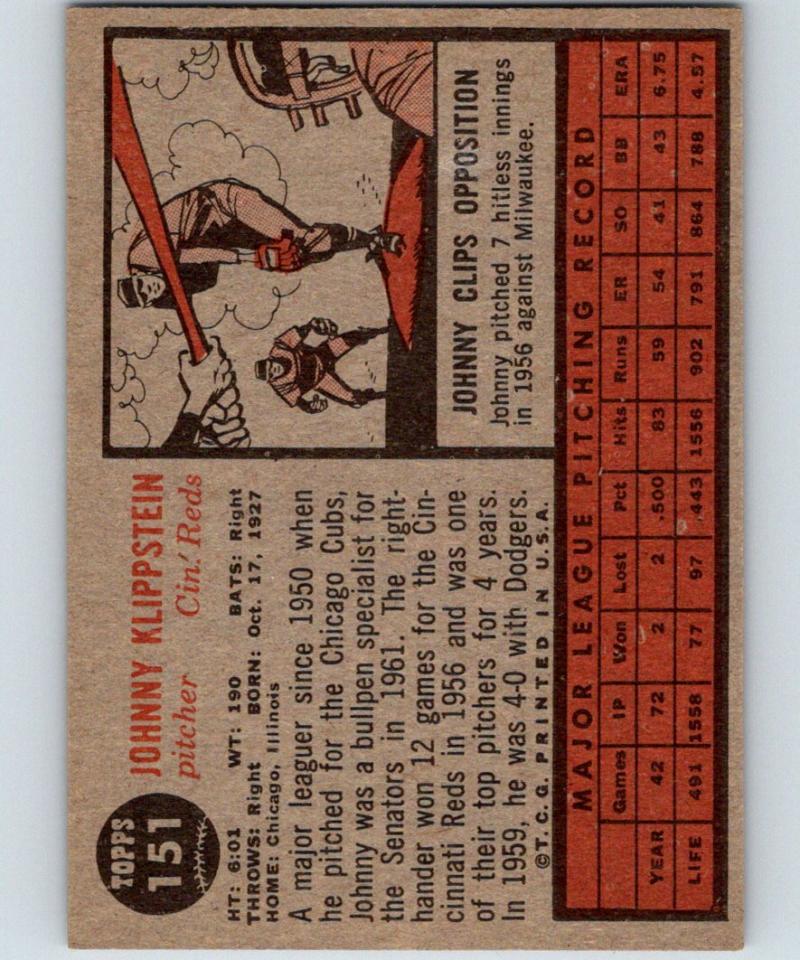 TOPPS
151
JOHNNY KLIPPSTEIN
pitcher Cin. Reds
HT: 6:01 WT: 190 BATS: Right
THROWS: Right BORN: Oct. 17, 1927
HOME: Chicago, Illinois
A major leaguer since 1950 when
he pitched for the Chicago Cubs,
Johnny was a bullpen specialist for
the Senators in 1961. The right-
hander won 12 games for the Cin-
cinnati Reds in 1956 and was one
of their top pitchers for 4 years.
In 1959, he was 4-0 with Dodgers.
©T.C.G. PRINTED IN U.S.A.
JOHNNY CLIPS OPPOSITION
Johnny pitched 7 hitless innings
in 1956 against Milwaukee.
MAJOR LEAGUE PITCHING RECORD
Games IP Won Lost Pct Hits Runs ER SO BB ERA
YEAR 42 72 2 2 .500 83 59 54 41 43 6.75
LIFE 491 1558 77 97 .443 1556 902 791 864 788 4.57